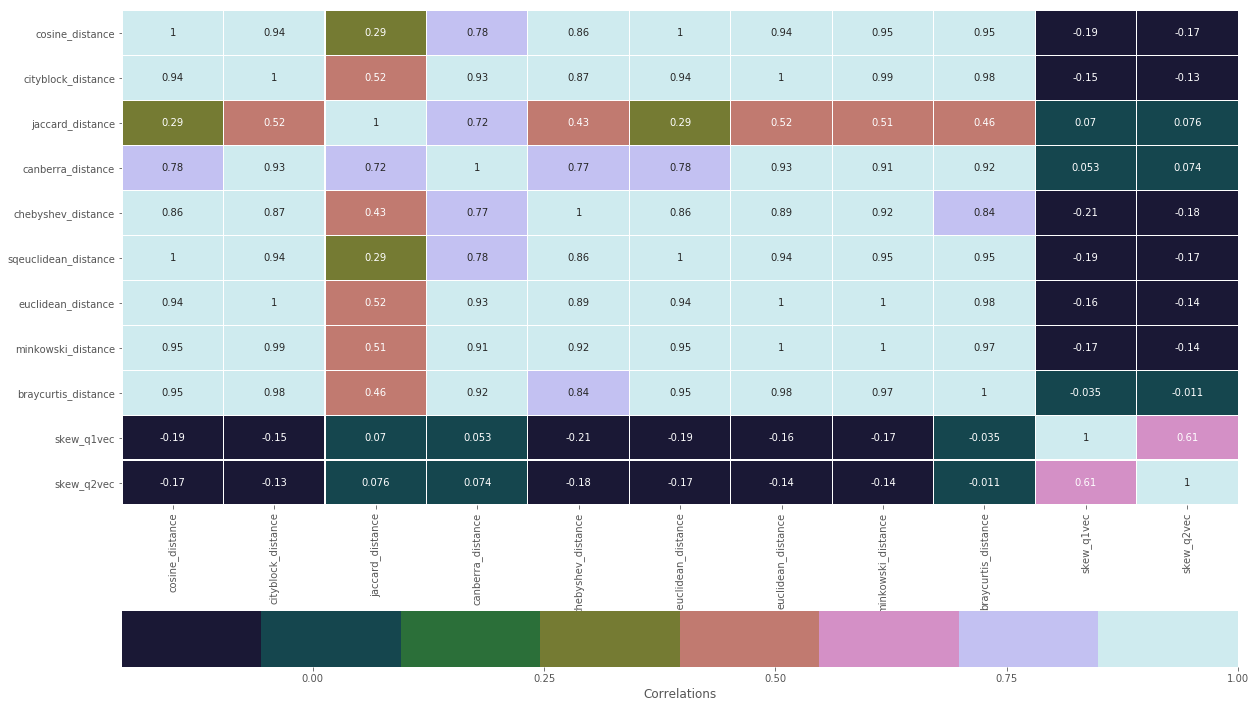 cosine_distance 1 0.94 0.29 0.78 0.86 1 0.94 0.95 0.95 -0.19 -0.17
cityblock_distance 0.94 1 0.52 0.93 0.87 0.94 1 0.99 0.98 -0.15 -0.13
jaccard_distance 0.29 0.52 1 0.72 0.43 0.29 0.52 0.51 0.46 0.07 0.076
canberra_distance 0.78 0.93 0.72 1 0.77 0.78 0.93 0.91 0.92 0.053 0.074
chebyshev_distance 0.86 0.87 0.43 0.77 1 0.86 0.89 0.92 0.84 -0.21 -0.18
sqeuclidean_distance 1 0.94 0.29 0.78 0.86 1 0.94 0.95 0.95 -0.19 -0.17
euclidean_distance 0.94 1 0.52 0.93 0.89 0.94 1 1 0.98 -0.16 -0.14
minkowski_distance 0.95 0.99 0.51 0.91 0.92 0.95 1 1 0.97 -0.17 -0.14
braycurtis_distance 0.95 0.98 0.46 0.92 0.84 0.95 0.98 0.97 1 -0.035 -0.011
skew_q1vec -0.19 -0.15 0.07 0.053 -0.21 -0.19 -0.16 -0.17 -0.035 1 0.61
skew_q2vec -0.17 -0.13 0.076 0.074 -0.18 -0.17 -0.14 -0.14 -0.011 0.61 1
cosine_distance
cityblock_distance
jaccard_distance
canberra_distance
hebyshev_distance
euclidean_distance
euclidean_distance
minkowski_distance
braycurtis_distance
skew_q1vec
skew_q2vec
0.00 0.25 0.50 0.75 1.00
Correlations